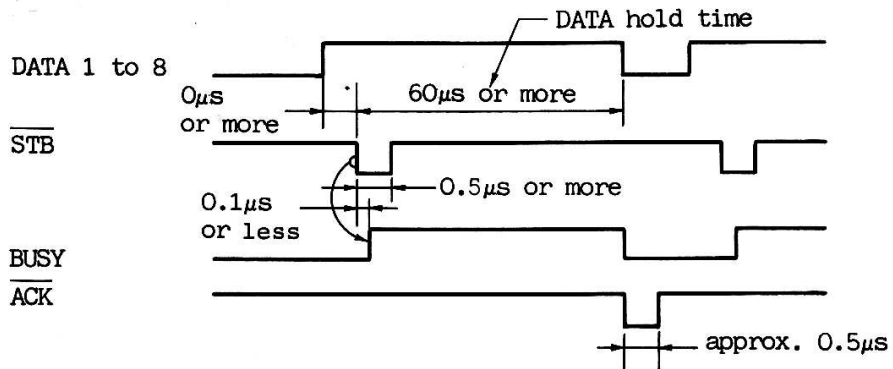 DATA hold time
DATA 1 to 8
0μs
or more
60μs or more
STB
0.5μs or more
0.1μs
or less
BUSY
ACK
approx. 0.5μs